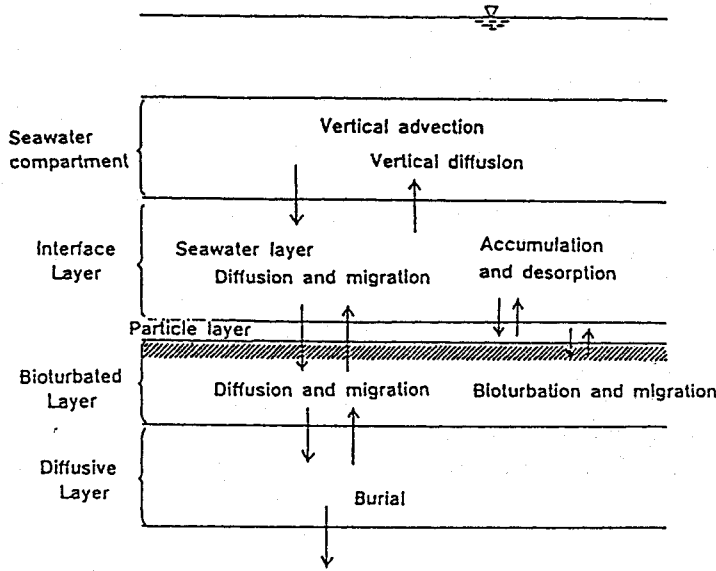 Seawater
compartment
Vertical advection
Vertical diffusion
Interface
Layer
Seawater layer
Diffusion and migration
Accumulation
and desorption
Particle layer
Bioturbated
Layer
Diffusion and migration
Bioturbation and migration
Diffusive
Layer
Burial